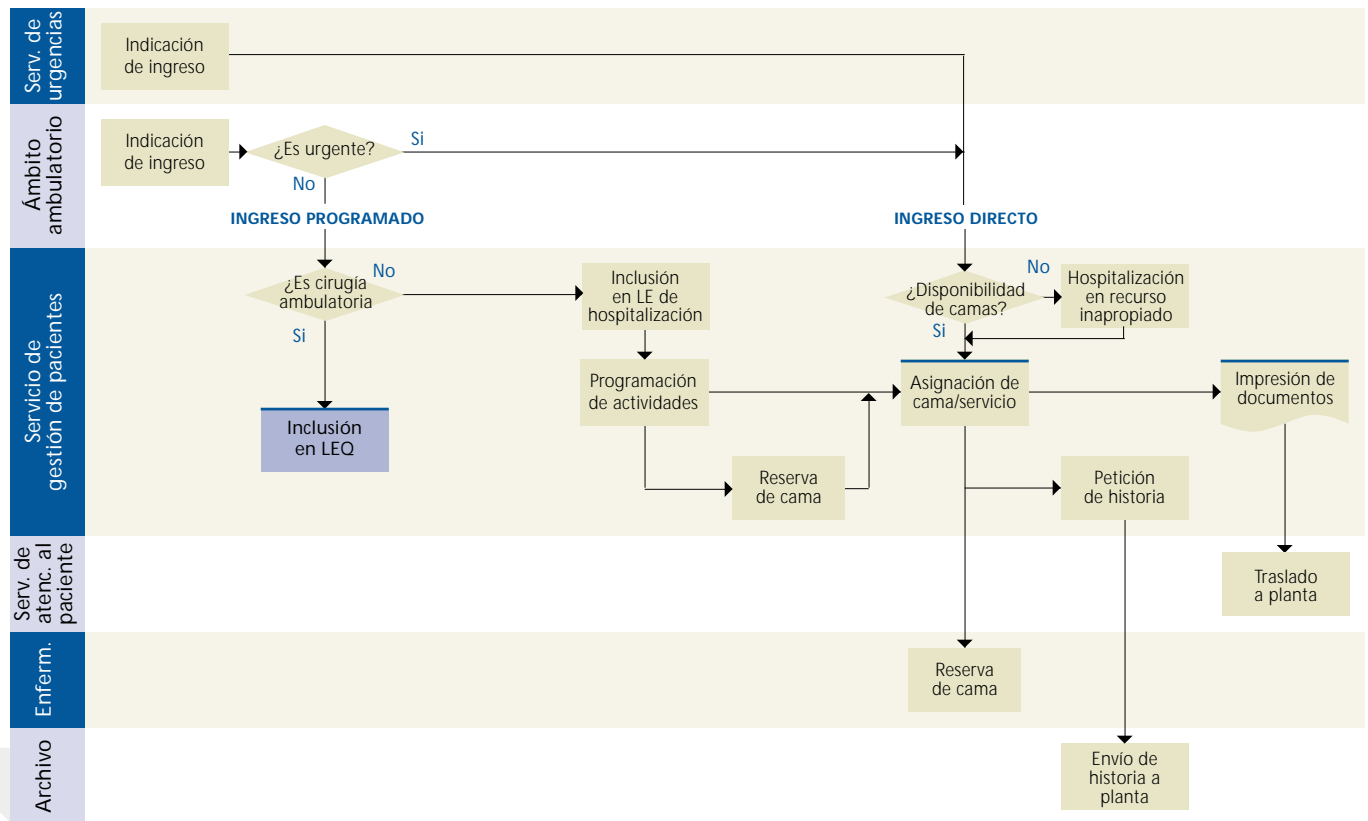 Serv. de
urgencias
Indicación
de ingreso
Ámbito
ambulatorio
Indicación
de ingreso
¿Es urgente?
Si
No
INGRESO PROGRAMADO
INGRESO DIRECTO
Servicio de
gestión de pacientes
¿Es cirugía
ambulatoria
No
Si
Inclusión
en LEQ
Inclusión
en LE de
hospitalización
Programación
de actividades
Reserva
de cama
¿Disponibilidad
de camas?
No
Si
Hospitalización
en recurso
inapropiado
Asignación de
cama/servicio
Impresión de
documentos
Petición
de historia
Serv. de
atenc. al
paciente
Traslado
a planta
Enferm.
Reserva
de cama
Archivo
Envío de
historia a
planta